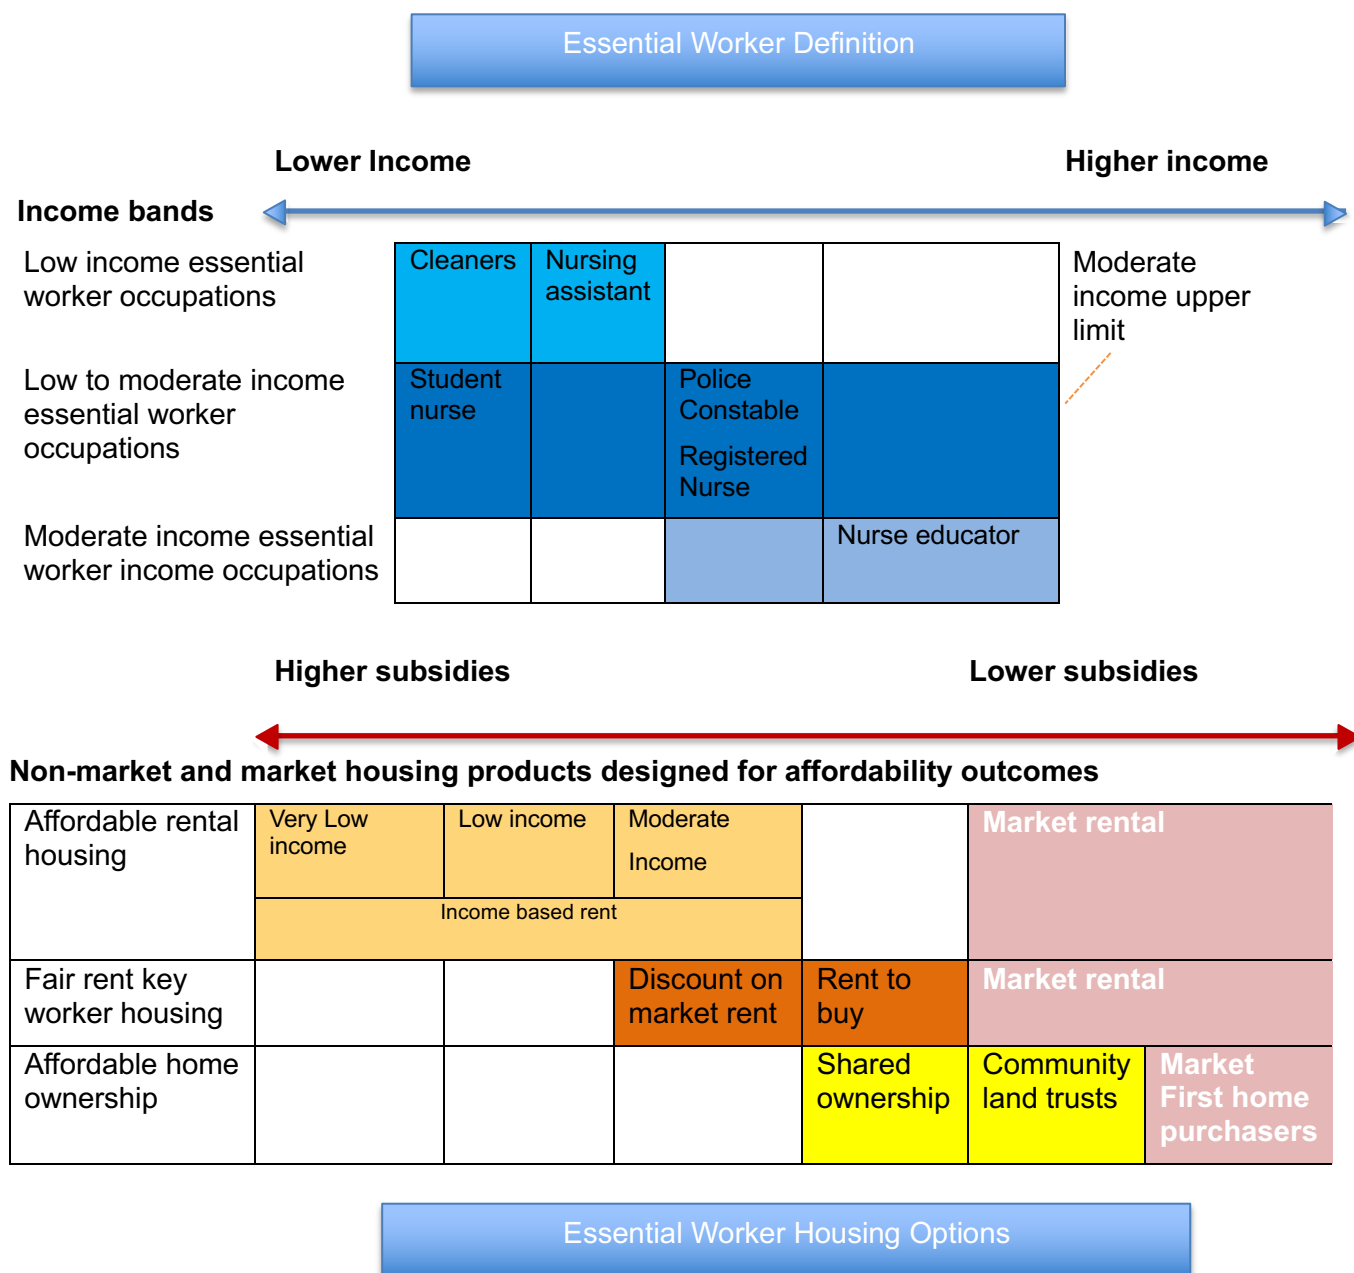 Essential Worker Definition
Lower Income
Higher income
Income bands
Low income essential
worker occupations
Cleaners
Nursing
assistant
Moderate
income upper
limit
Low to moderate income
essential worker
occupations
Student
nurse
Police
Constable
Registered
Nurse
Moderate income essential
worker income occupations
Nurse educator
Higher subsidies
Lower subsidies
Non-market and market housing products designed for affordability outcomes
Affordable rental
housing
Very Low
income
Low income
Moderate
Income
Income based rent
Market rental
Fair rent key
worker housing
Discount on
market rent
Rent to
buy
Market rental
Affordable home
ownership
Shared
ownership
Community
land trusts
Market
First home
purchasers
Essential Worker Housing Options